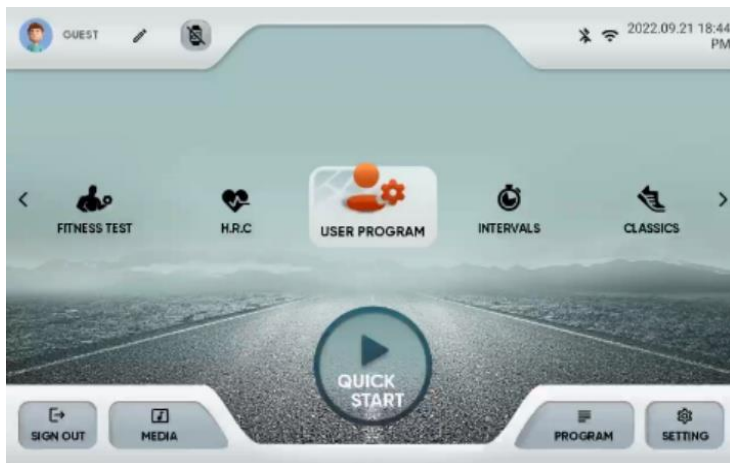 GUEST
2022.09.21 18:44
PM
FITNESS TEST
H.R.C
USER PROGRAM
INTERVALS
CLASSICS
QUICK
START
SIGN OUT
MEDIA
PROGRAM
SETTING